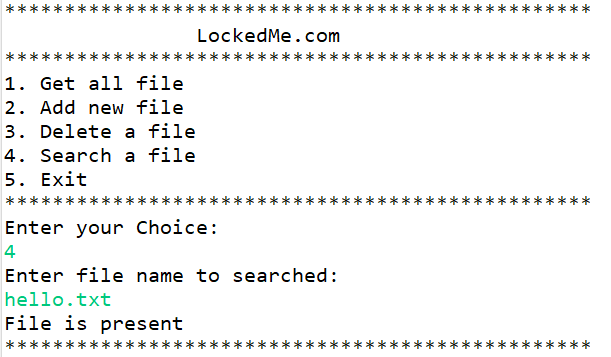 *************************************************
LockedMe.com
*************************************************
1. Get all file
2. Add new file
3. Delete a file
4. Search a file
5. Exit
*************************************************
Enter your Choice:
4
Enter file name to searched:
hello.txt
File is present
*************************************************